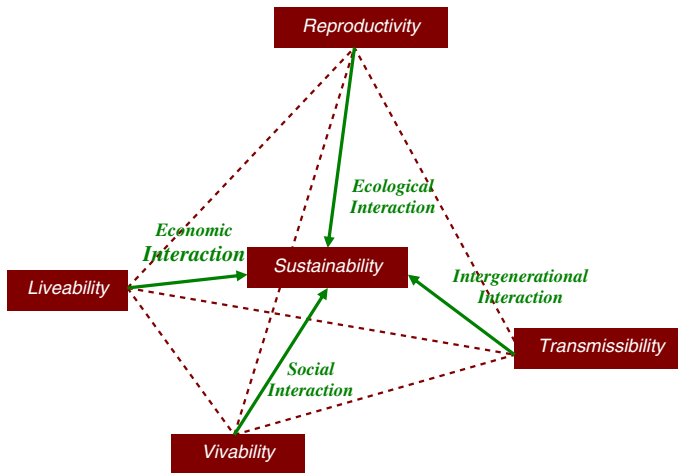 Reproductivity
Ecological
Interaction
Economic
Interaction
Sustainability
Intergenerational
Interaction
Liveability
Transmissibility
Social
Interaction
Vivability